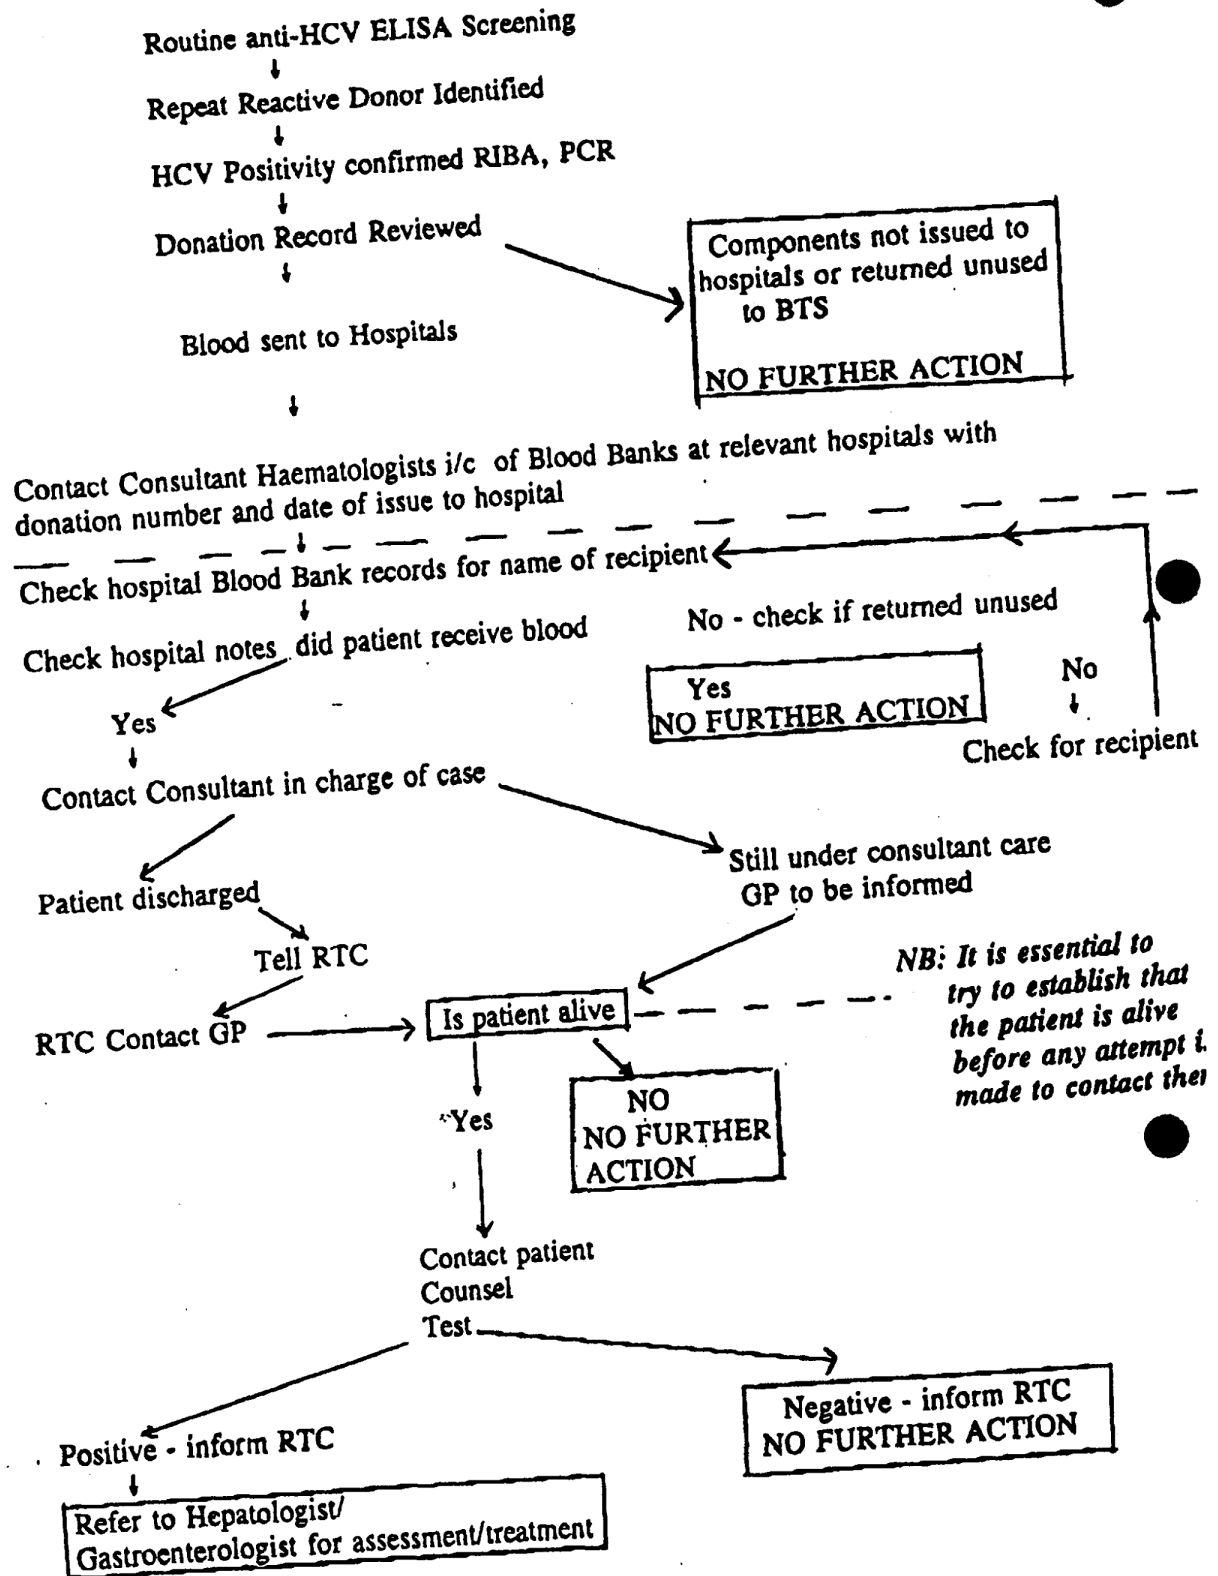 Routine anti-HCV ELISA Screening
Repeat Reactive Donor Identified
HCV Positivity confirmed RIBA, PCR
Donation Record Reviewed
Components not issued to
hospitals or returned unused
to BTS
NO FURTHER ACTION
Blood sent to Hospitals
Contact Consultant Haematologists i/c of Blood Banks at relevant hospitals with
donation number and date of issue to hospital
Check hospital Blood Bank records for name of recipient
Check hospital notes did patient receive blood
No - check if returned unused
Yes
NO FURTHER ACTION
No
Check for recipient
Yes
Contact Consultant in charge of case
Still under consultant care
GP to be informed
Patient discharged
Tell RTC
RTC Contact GP
Is patient alive
NB: It is essential to
try to establish that
the patient is alive
before any attempt
made to contact
Yes
NO
NO FURTHER
ACTION
Contact patient
Counsel
Test
Negative - inform RTC
NO FURTHER ACTION
Positive - inform RTC
Refer to Hepatologist/
Gastroenterologist for assessment/treatment